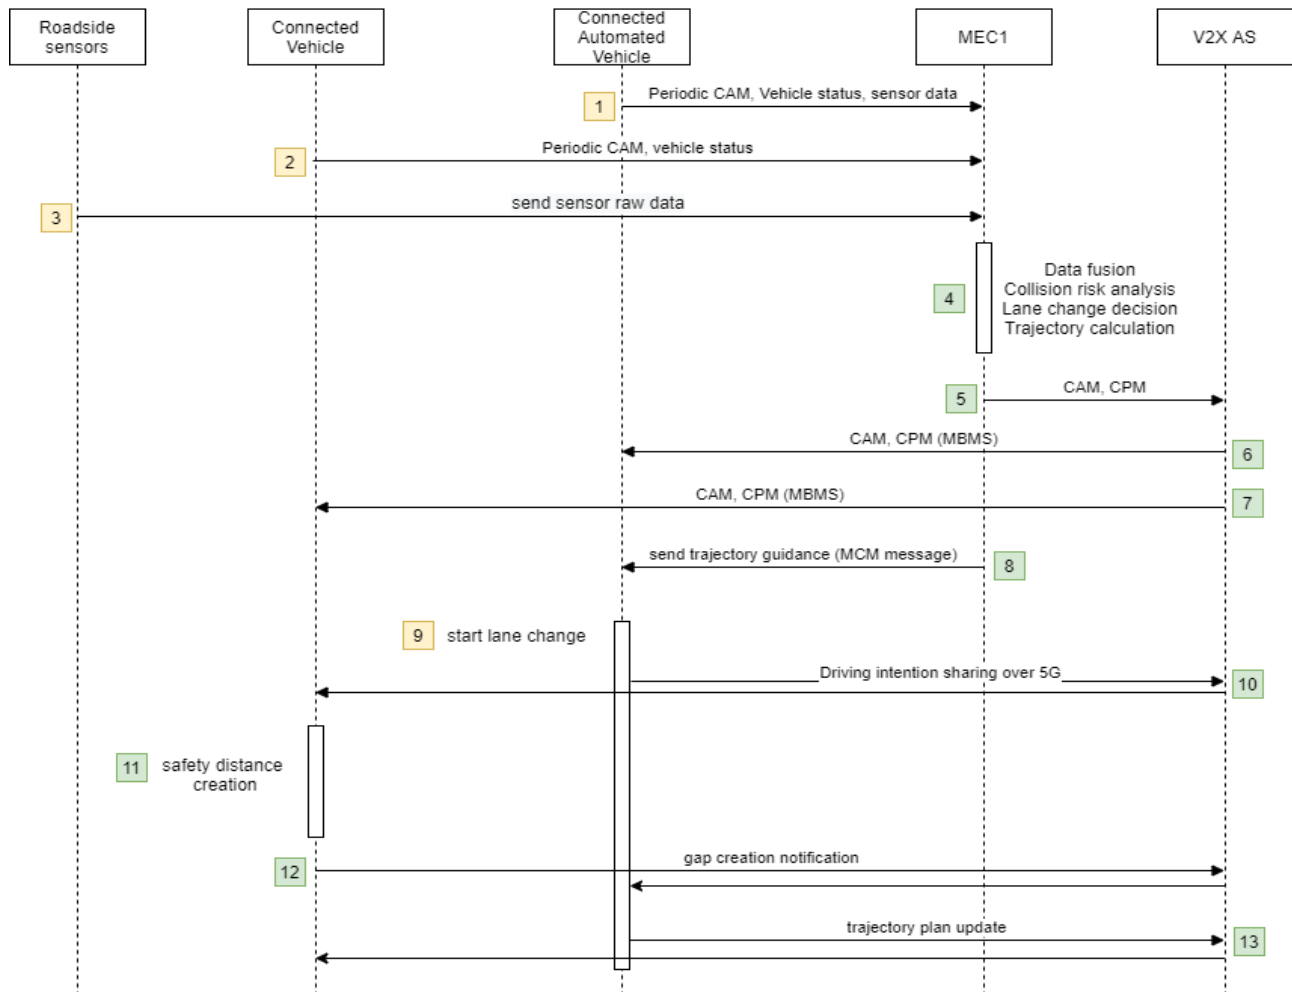 Roadside
sensors
Connected
Vehicle
Connected
Automated
Vehicle
MEC1
V2X AS
1
Periodic CAM, Vehicle status, sensor data
2
Periodic CAM, vehicle status
3
send sensor raw data
4
Data fusion
Collision risk analysis
Lane change decision
Trajectory calculation
5
CAM, CPM
CAM, CPM (MBMS)
6
CAM, CPM (MBMS)
7
send trajectory guidance (MCM message)
8
9
start lane change
Driving intention sharing over 5G
10
11
safety distance
creation
12
gap creation notification
trajectory plan update
13